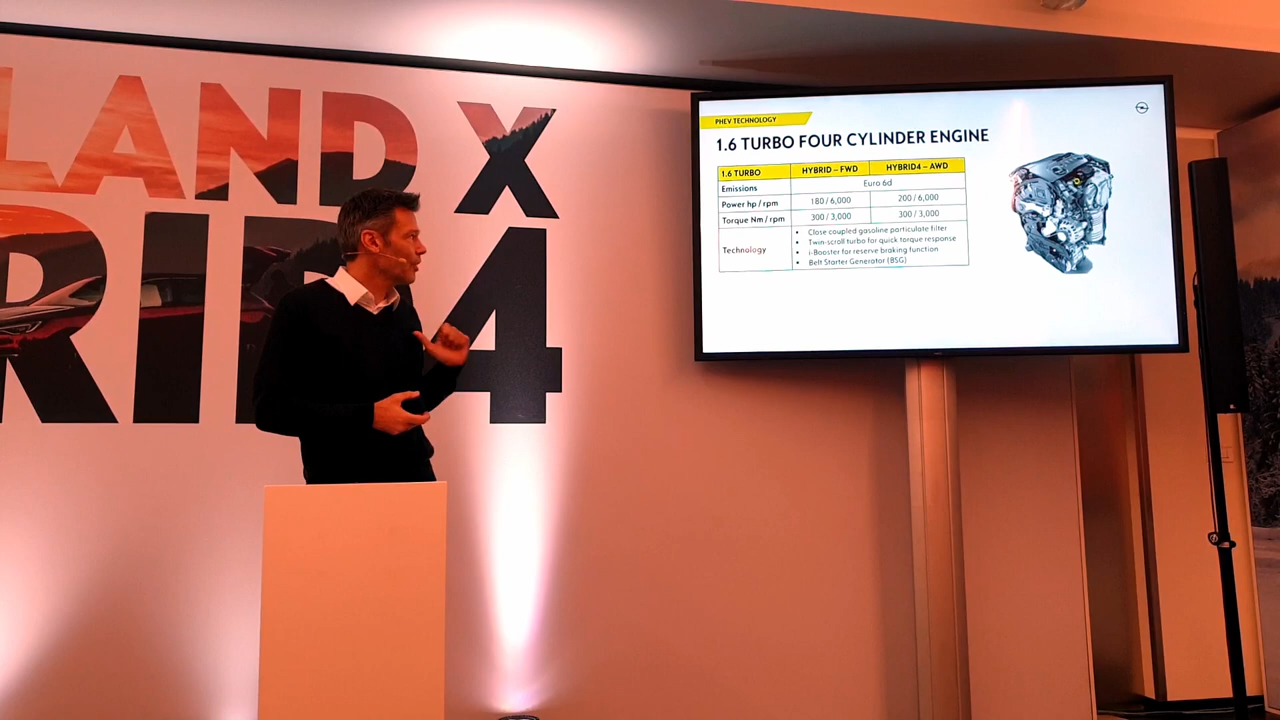 LAND X
RID4
PHEV TECHNOLOGY
1.6 TURBO FOUR CYLINDER ENGINE
1.6 TURBO HYBRID – FWD HYBRID4 – AWD
Emissions Euro 6d
Power hp / rpm 180 / 6,000 200 / 6,000
Torque Nm / rpm 300 / 3,000 300 / 3,000
Technology
• Close coupled gasoline particulate filter
• Twin-scroll turbo for quick torque response
• i-Booster for reserve braking function
• Belt Starter Generator (BSG)